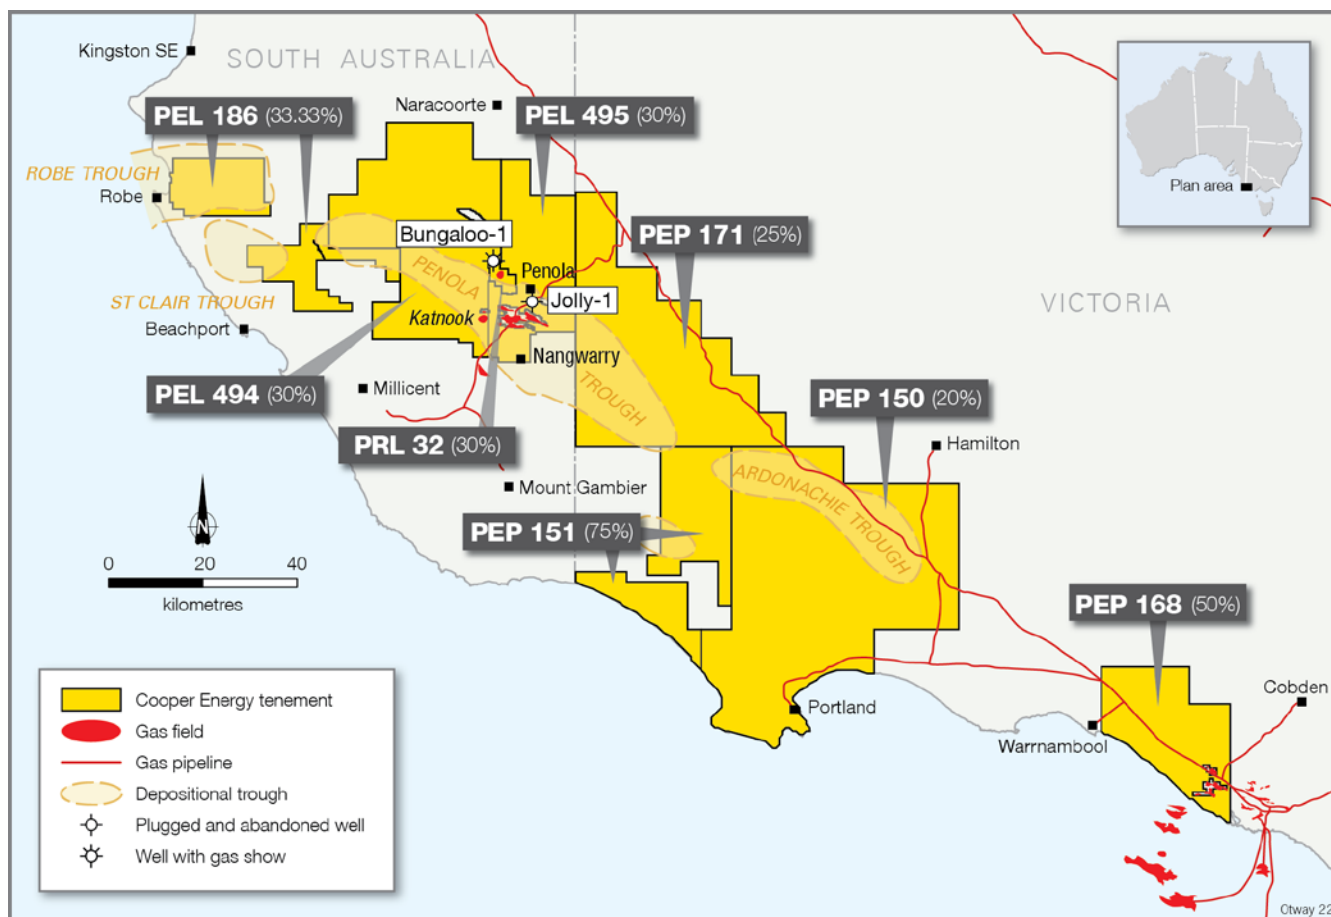 Kingston SE
SOUTH AUSTRALIA
Naracoorte
PEL 186 (33.33%)
PEL 495 (30%)
Plan area
ROBE TROUGH
Robe
Bungaloo-1
PEP 171 (25%)
PENOLA
Penola
ST CLAIR TROUGH
Jolly-1
VICTORIA
Beachport
Katnook
Nangwarry
TROUGH
Millicent
PEL 494 (30%)
PEP 150 (20%)
PRL 32 (30%)
Hamilton
ARDONACHIE TROUGH
Mount Gambier
N
PEP 151 (75%)
0 20 40
kilometres
PEP 168 (50%)
Cobden
Portland
Warrnambool
Cooper Energy tenement
Gas field
Gas pipeline
Depositional trough
Plugged and abandoned well
Well with gas show
Otway 22